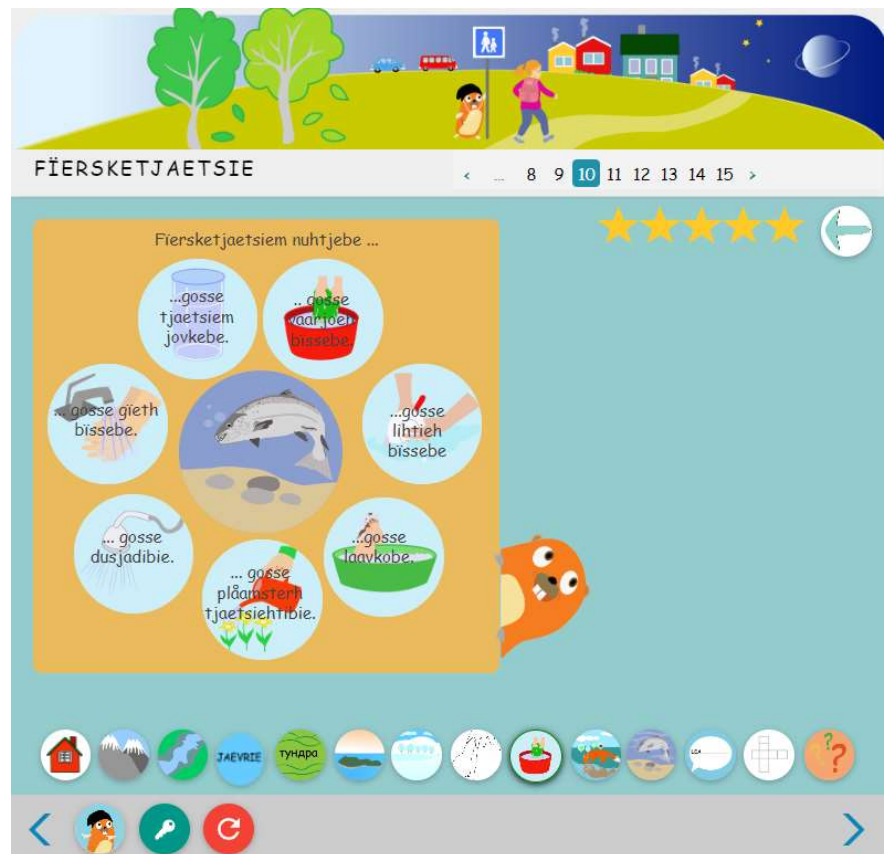 FÏERSKETJAETSIE
‹ ... 8 9 10 11 12 13 14 15 ›
Fïersketjaetsiem nuhtjebe ...
...gosse
tjaetsiem
jovkebe.
.. gosse
vaarjoeh
bïssebe.
... gosse gïeth
bïssebe.
...gosse
lihtieh
bïssebe
... gosse
dusjadibie.
...gosse
laavkobe.
... gosse
plåamsterh
tjaetsiehtibie.
JAEVRIE
ТУНДРА